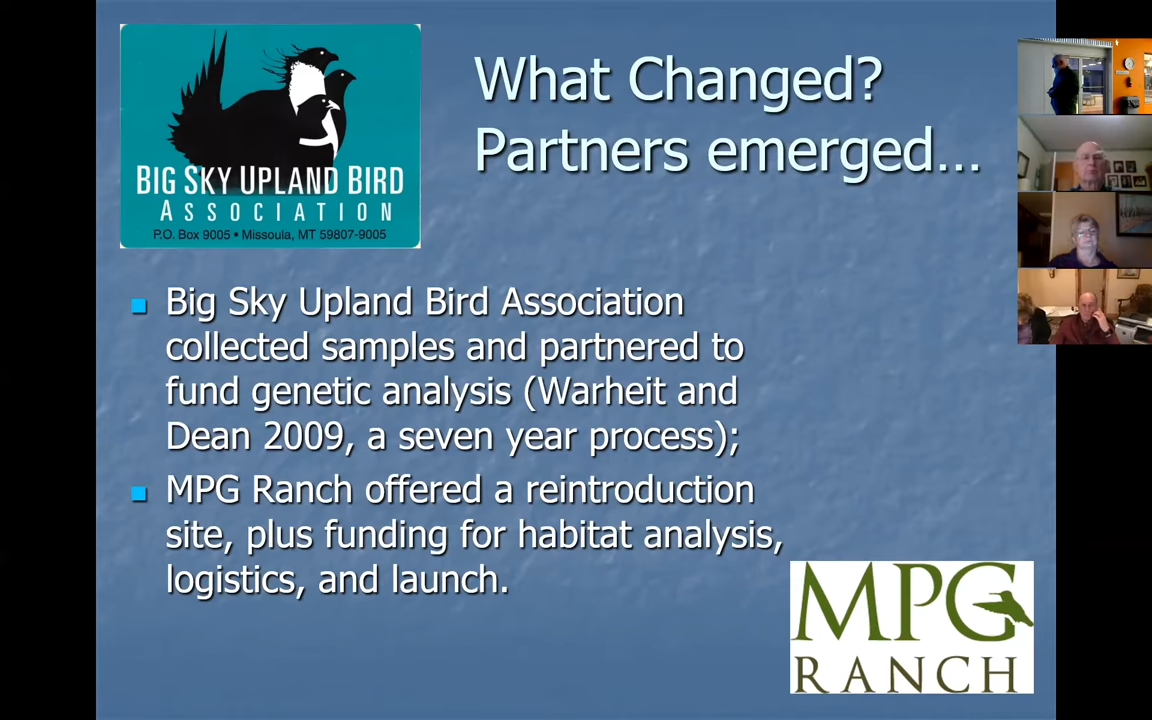 BIG SKY UPLAND BIRD
ASSOCIATION
P.O. Box 9005 • Missoula, MT 59807-9005
What Changed?
Partners emerged…
Big Sky Upland Bird Association
collected samples and partnered to
fund genetic analysis (Warheit and
Dean 2009, a seven year process);
MPG Ranch offered a reintroduction
site, plus funding for habitat analysis,
logistics, and launch.
MPG
RANCH